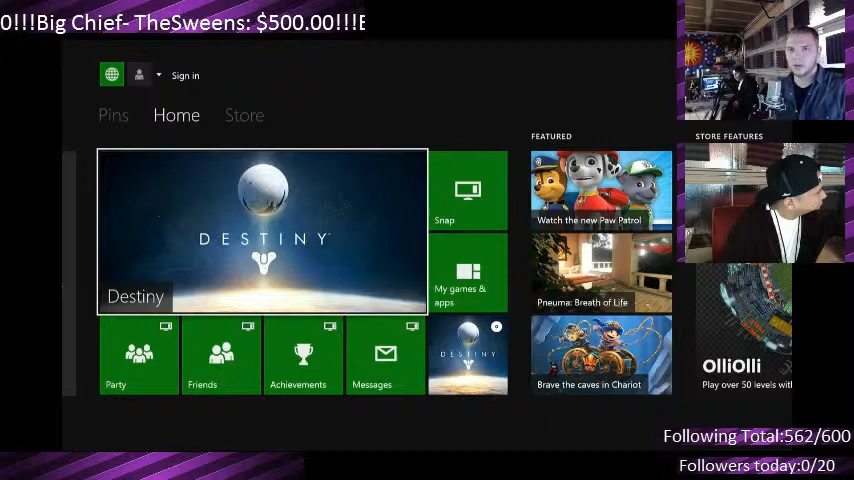 0!!!Big Chief- TheSweens: $500.00!!!E
Sign in
Pins Home Store
FEATURED
STORE FEATURES
DESTINY
Destiny
Snap
My games &
apps
Watch the new Paw Patrol
Pneuma: Breath of Life
Party
Friends
Achievements
Messages
DESTINY
Brave the caves in Chariot
OlliOlli
Play over 50 levels witl
Following Total:562/600
Followers today:0/20